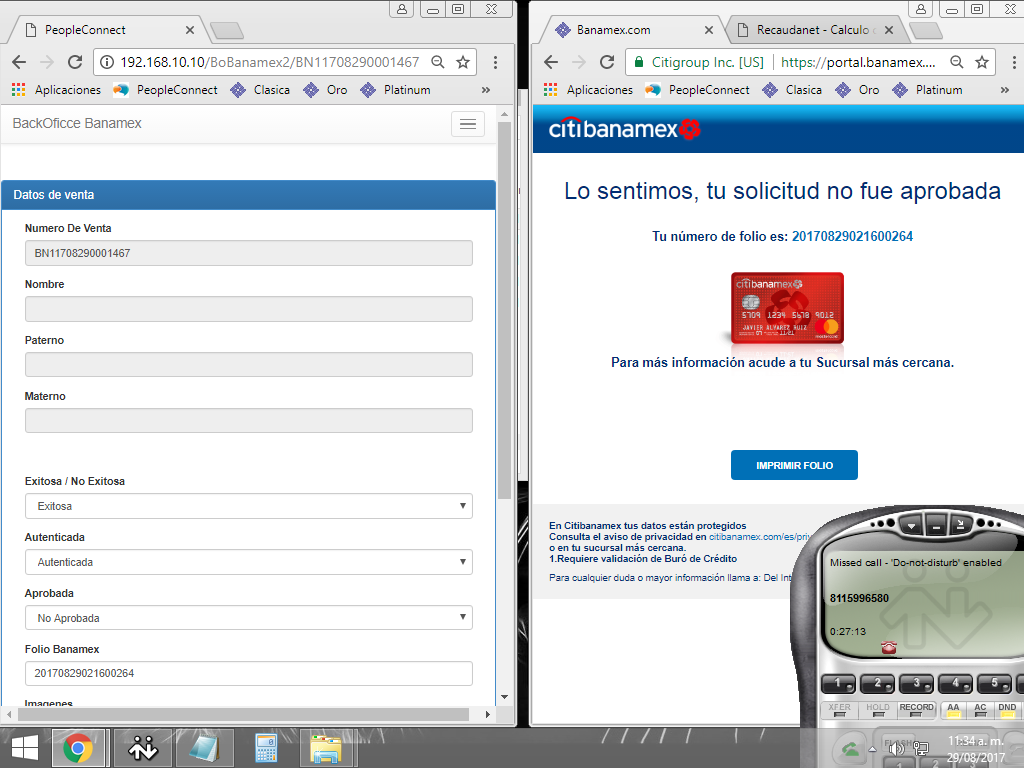 PeopleConnect
192.168.10.10/BoBanamex2/BN11708290001467
Aplicaciones PeopleConnect Clasica Oro Platinum »
BackOficce Banamex
Datos de venta
Numero De Venta
BN11708290001467
Nombre
Paterno
Materno
Exitosa / No Exitosa
Exitosa
Autenticada
Autenticada
Aprobada
No Aprobada
Folio Banamex
20170829021600264
Imagenes
Banamex.com
Recaudanet - Calculo
Citigroup Inc. [US] https://portal.banamex....
Aplicaciones PeopleConnect Clasica Oro Platinum »
citibanamex
Lo sentimos, tu solicitud no fue aprobada
Tu número de folio es: 20170829021600264
citibanamex
5709 1234 5678 9012
JAVIER ALVAREZ RUIZ
Para más información acude a tu Sucursal más cercana.
IMPRIMIR FOLIO
En Citibanamex tus datos están protegidos
Consulta el aviso de privacidad en citibanamex.com/es/priv
o en tu sucursal más cercana.
1.Requiere validación de Buró de Crédito
Para cualquier duda o mayor información llama a: Del Int
Missed call - 'Do-not-disturb' enabled
8115996580
0:27:13
1 2 3 4 5
XFER HOLD RECORD AA AC DND
11:34 a. m.
29/08/2017